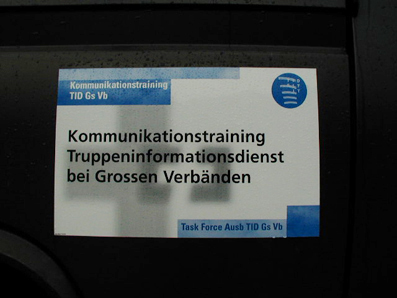 Kommunikationstraining
TID Gs Vb
Kommunikationstraining
Truppeninformationsdienst
bei Grossen Verbänden
Task Force Ausb TID Gs Vb